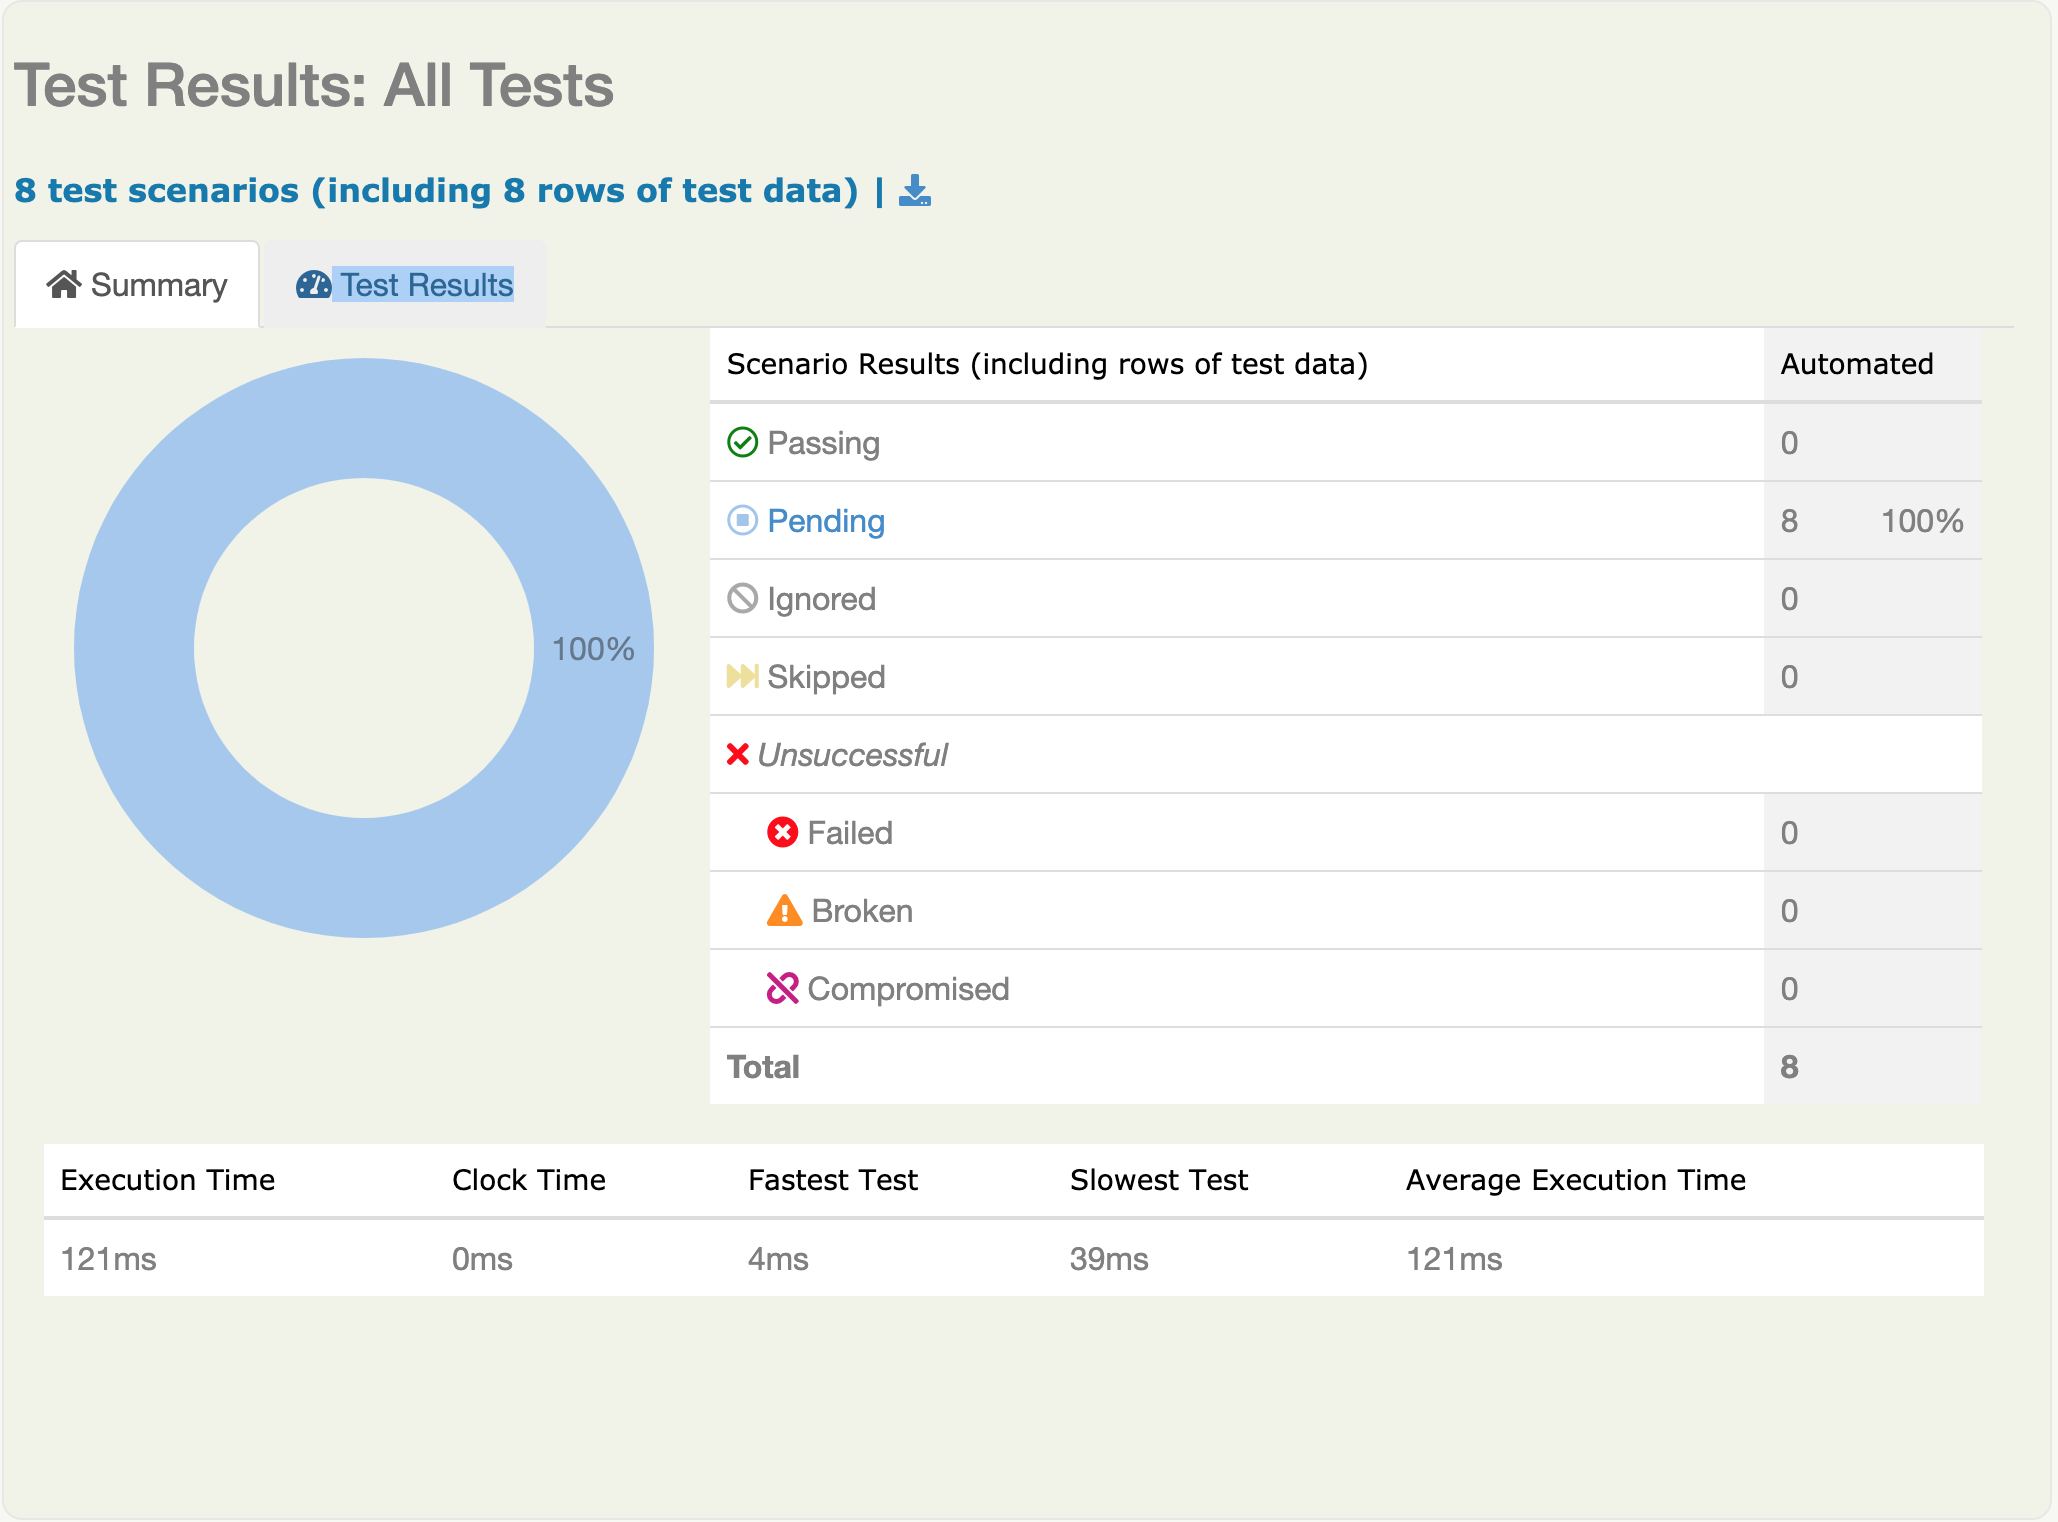 Test Results: All Tests
8 test scenarios (including 8 rows of test data) |
Summary
Test Results
100%
Scenario Results (including rows of test data) Automated
Passing 0
Pending 8 100%
Ignored 0
Skipped 0
Unsuccessful
Failed 0
Broken 0
Compromised 0
Total 8
Execution Time Clock Time Fastest Test Slowest Test Average Execution Time
121ms 0ms 4ms 39ms 121ms